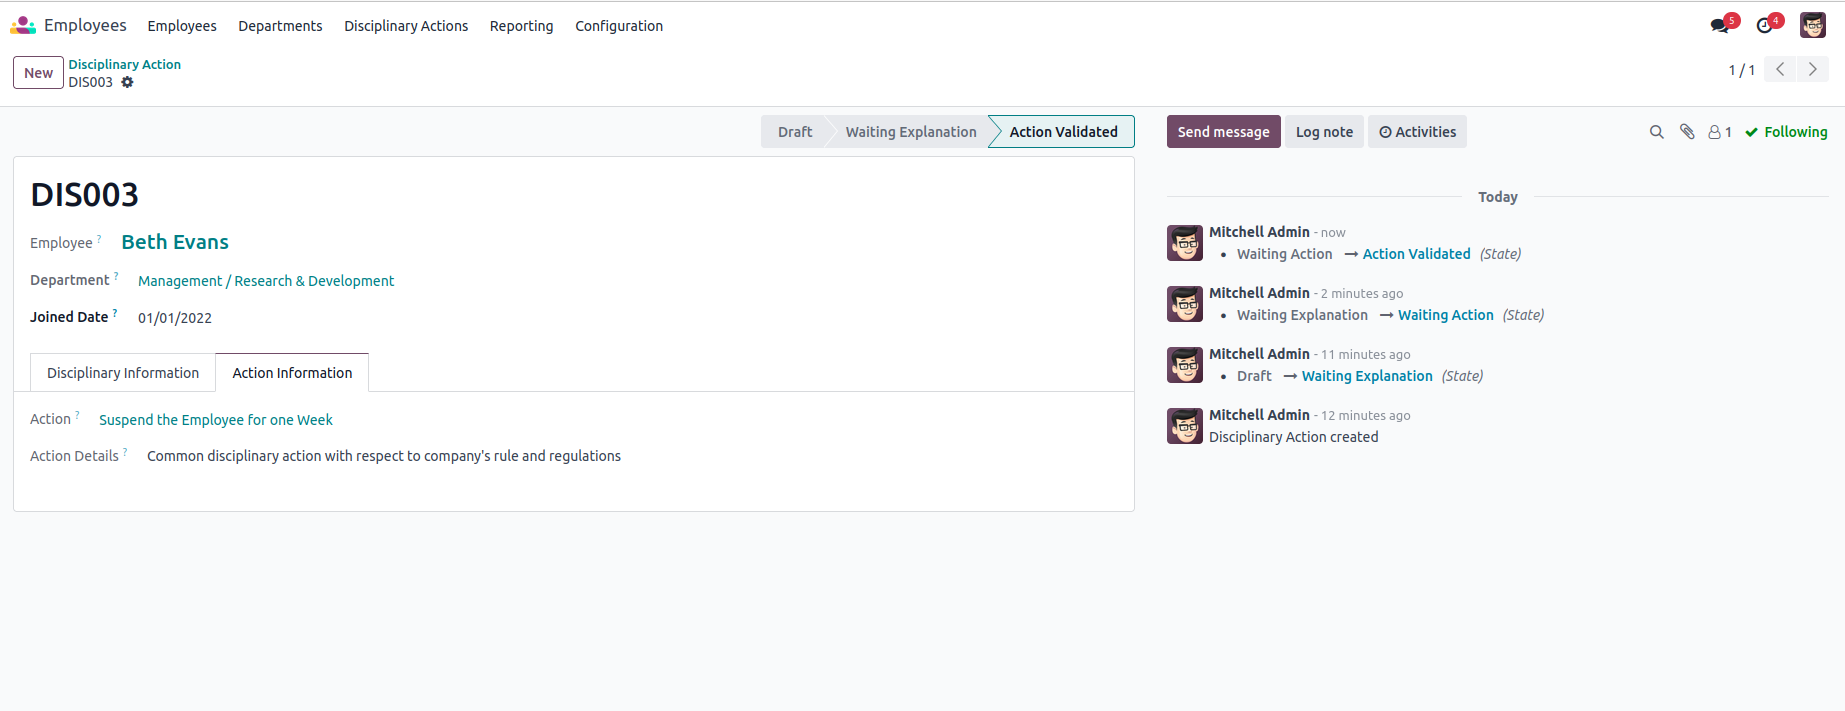 Employees Employees Departments Disciplinary Actions Reporting Configuration 5 4
New Disciplinary Action
DIS003
1 / 1
Draft Waiting Explanation Action Validated
Send message Log note Activities 1 Following
DIS003
Employee ? Beth Evans
Department ? Management / Research & Development
Joined Date ? 01/01/2022
Disciplinary Information Action Information
Action ? Suspend the Employee for one Week
Action Details ? Common disciplinary action with respect to company's rule and regulations
Today
Mitchell Admin - now
• Waiting Action → Action Validated (State)
Mitchell Admin - 2 minutes ago
• Waiting Explanation → Waiting Action (State)
Mitchell Admin - 11 minutes ago
• Draft → Waiting Explanation (State)
Mitchell Admin - 12 minutes ago
Disciplinary Action created